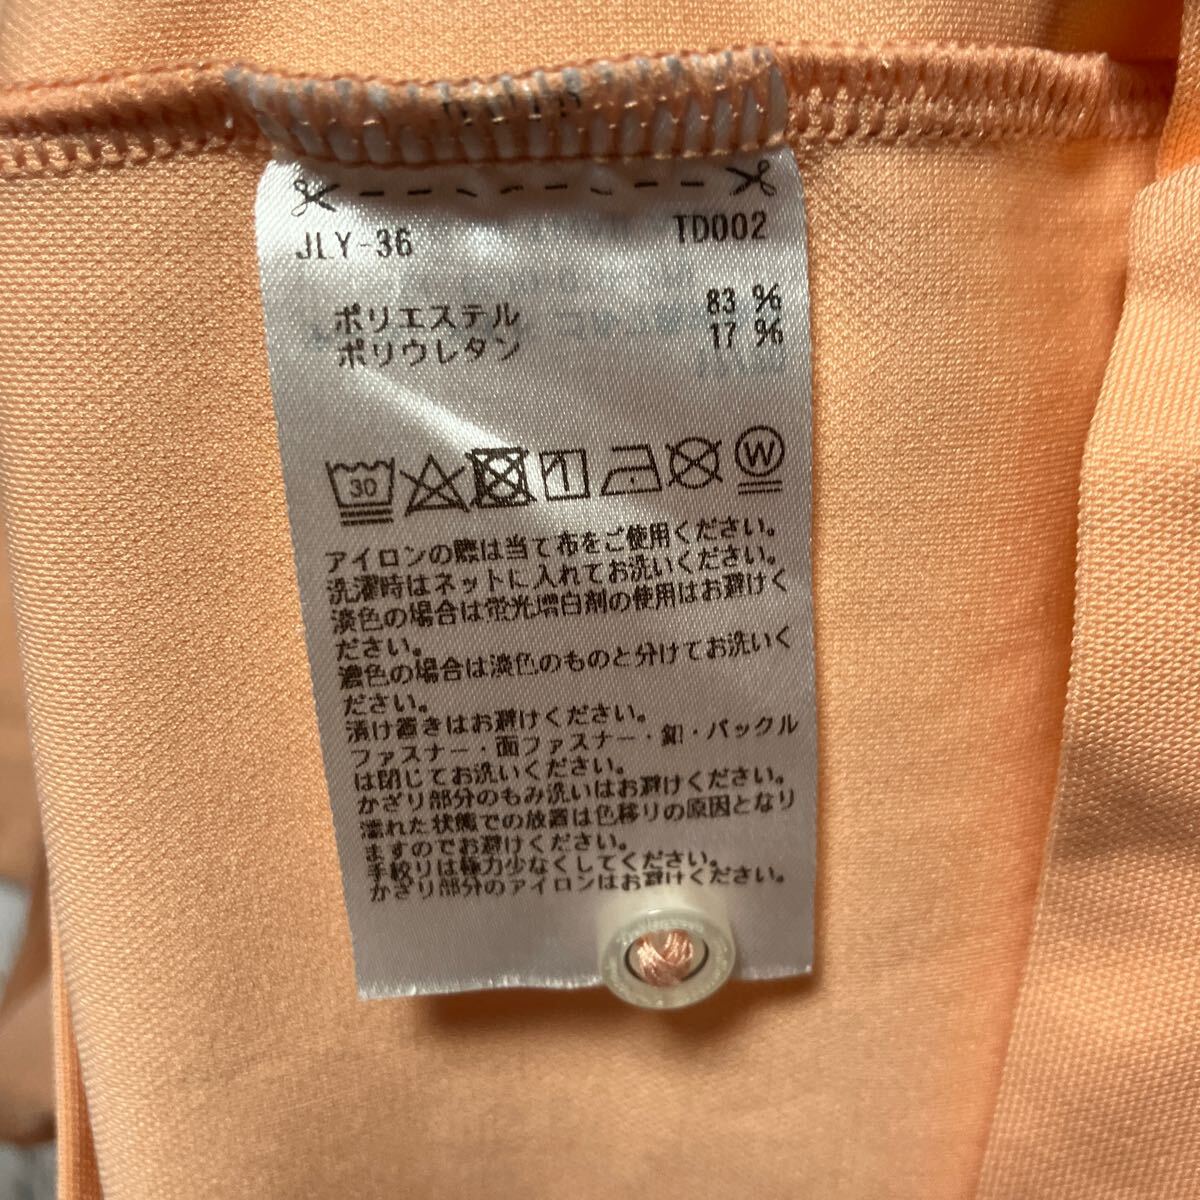 JLY-36 TD002
ポリエステル 83 %
ポリウレタン 17 %
30 W
アイロンの際は当て布をご使用ください。
洗濯時はネットに入れてお洗いください。
淡色の場合は蛍光増白剤の使用はお避けく
ださい。
濃色の場合は淡色のものと分けてお洗いく
ださい。
漬け置きはお避けください。
ファスナー・面ファスナー・釦・バックル
は閉じてお洗いください。
かざり部分のもみ洗いはお避けください。
濡れた状態での放置は色移りの原因となり
ますのでお避けください。
手絞りは極力少なくしてください。
かざり部分のアイロンはお避けください。